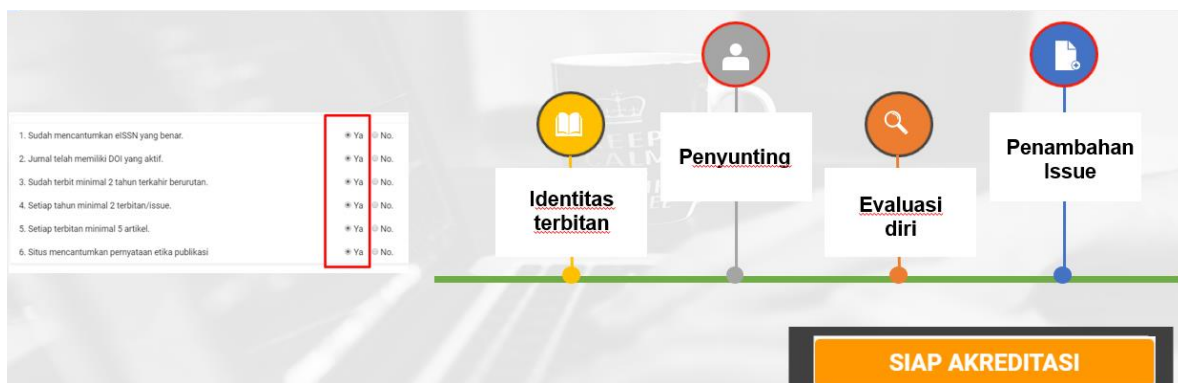 1. Sudah mencantumkan eISSN yang benar. Ya No.
2. Jurnal telah memiliki DOI yang aktif. Ya No.
3. Sudah terbit minimal 2 tahun terkahir berurutan. Ya No.
4. Setiap tahun minimal 2 terbitan/issue. Ya No.
5. Setiap terbitan minimal 5 artikel. Ya No.
6. Situs mencantumkan pernyataan etika publikasi Ya No.
Identitas
terbitan
Penyunting
Evaluasi
diri
Penambahan
Issue
SIAP AKREDITASI